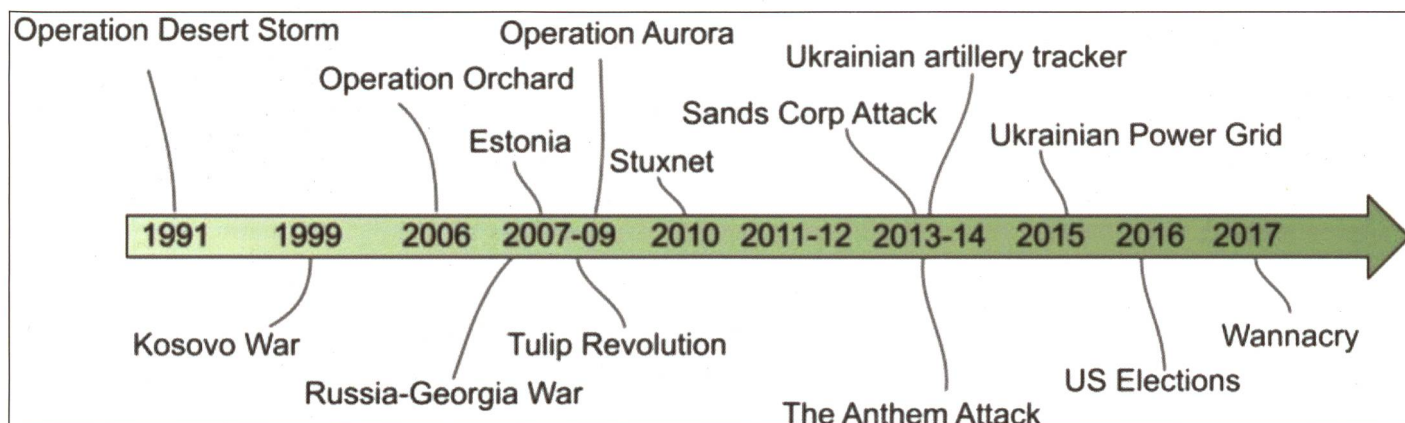 Operation Desert Storm
Operation Aurora
Ukrainian artillery tracker
Operation Orchard
Sands Corp Attack
Estonia
Ukrainian Power Grid
Stuxnet
1991 1999 2006 2007-09 2010 2011-12 2013-14 2015 2016 2017
Kosovo War
Tulip Revolution
Wannacry
Russia-Georgia War
US Elections
The Anthem Attack